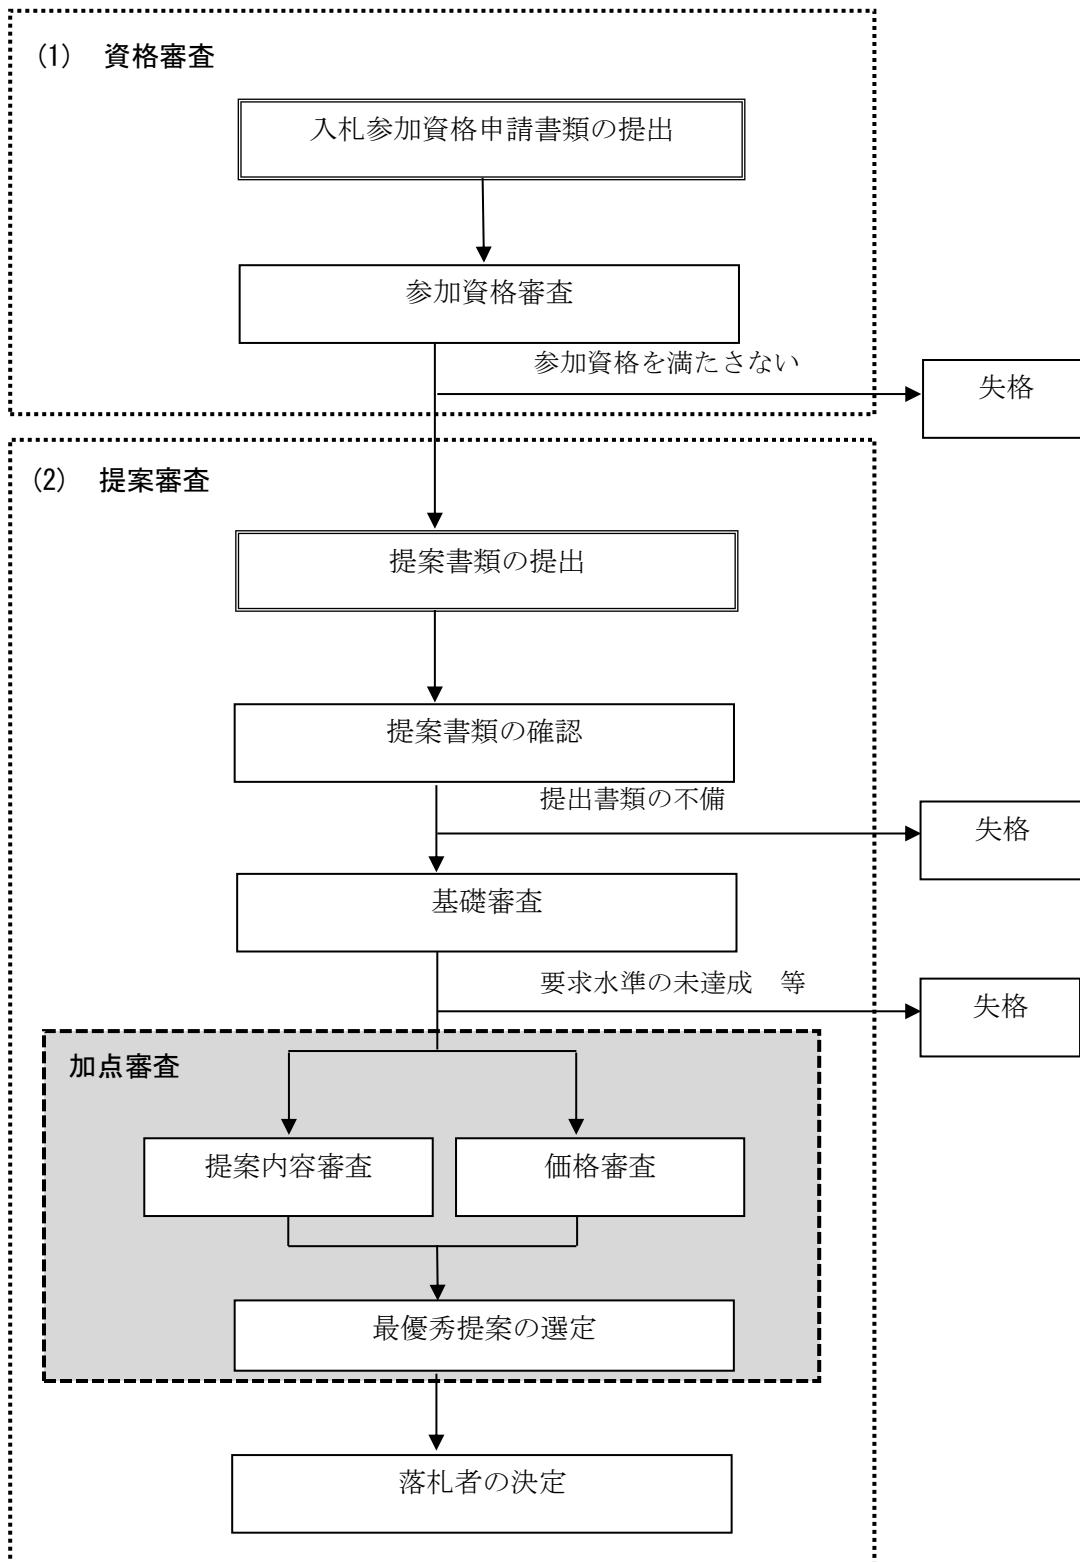 (1)　資格審査
入札参加資格申請書類の提出
参加資格審査
参加資格を満たさない
失格
(2)　提案審査
提案書類の提出
提案書類の確認
提出書類の不備
失格
基礎審査
要求水準の未達成　等
失格
加点審査
提案内容審査
価格審査
最優秀提案の選定
落札者の決定